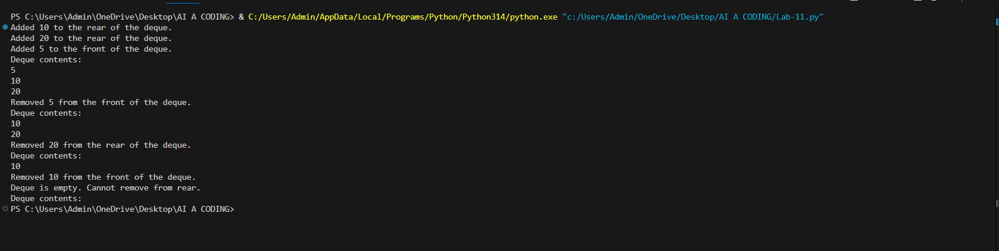 PS C:\Users\Admin\OneDrive\Desktop\AI A CODING> & C:/Users/Admin/AppData/Local/Programs/Python/Python314/python.exe "c:/Users/Admin/OneDrive/Desktop/AI A CODING/Lab-11.py"
Added 10 to the rear of the deque.
Added 20 to the rear of the deque.
Added 5 to the front of the deque.
Deque contents:
5
10
20
Removed 5 from the front of the deque.
Deque contents:
10
20
Removed 20 from the rear of the deque.
Deque contents:
10
Removed 10 from the front of the deque.
Deque is empty. Cannot remove from rear.
Deque contents:
PS C:\Users\Admin\OneDrive\Desktop\AI A CODING>